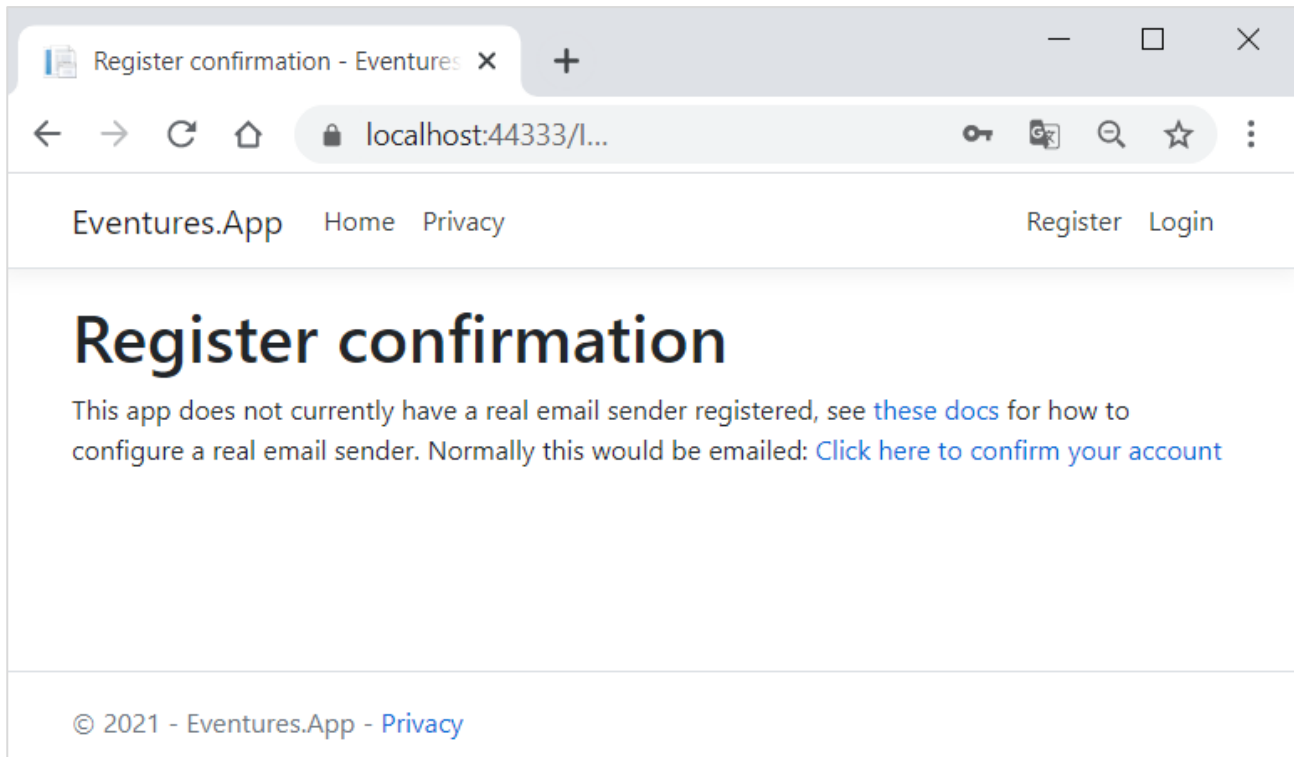 Register confirmation - Eventures
localhost:44333/I...
Eventures.App Home Privacy Register Login
Register confirmation
This app does not currently have a real email sender registered, see these docs for how to
configure a real email sender. Normally this would be emailed: Click here to confirm your account
© 2021 - Eventures.App - Privacy